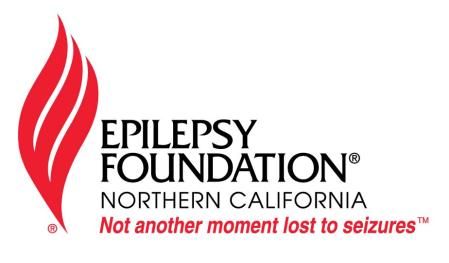 EPILEPSY
FOUNDATION®
NORTHERN CALIFORNIA
Not another moment lost to seizures™
®